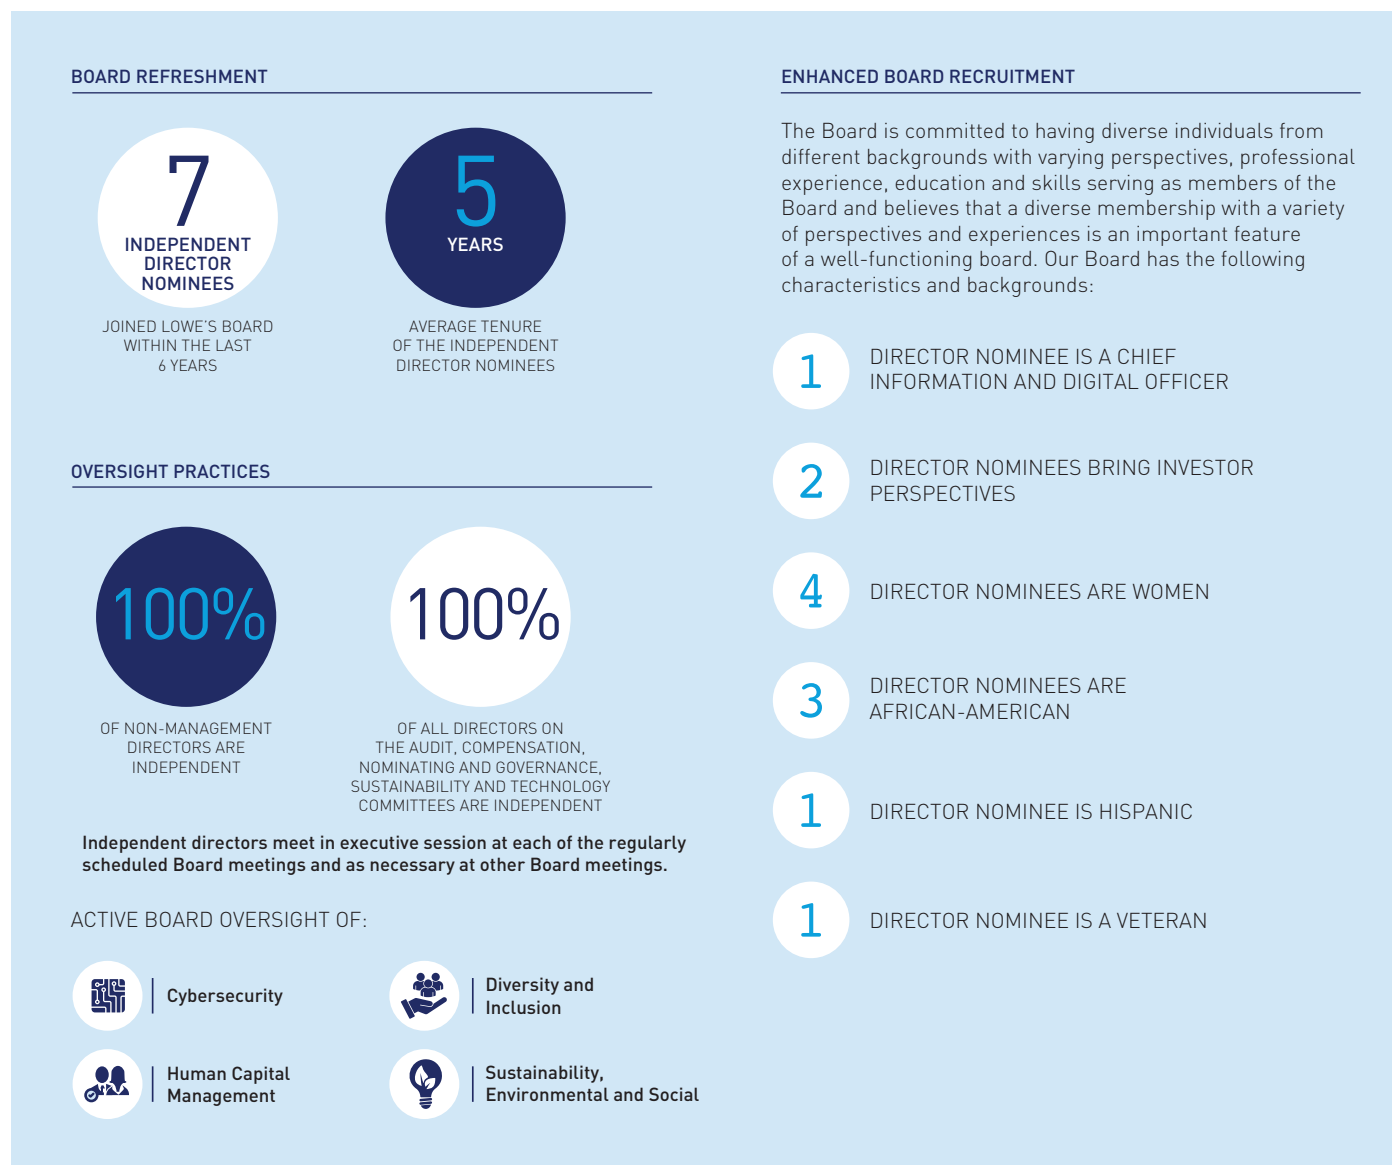 BOARD REFRESHMENT
7
INDEPENDENT
DIRECTOR
NOMINEES
JOINED LOWE'S BOARD
WITHIN THE LAST
6 YEARS
5
YEARS
AVERAGE TENURE
OF THE INDEPENDENT
DIRECTOR NOMINEES
OVERSIGHT PRACTICES
100%
OF NON-MANAGEMENT
DIRECTORS ARE
INDEPENDENT
100%
OF ALL DIRECTORS ON
THE AUDIT, COMPENSATION,
NOMINATING AND GOVERNANCE,
SUSTAINABILITY AND TECHNOLOGY
COMMITTEES ARE INDEPENDENT
Independent directors meet in executive session at each of the regularly
scheduled Board meetings and as necessary at other Board meetings.
ACTIVE BOARD OVERSIGHT OF:
Cybersecurity
Diversity and
Inclusion
Human Capital
Management
Sustainability,
Environmental and Social
ENHANCED BOARD RECRUITMENT
The Board is committed to having diverse individuals from
different backgrounds with varying perspectives, professional
experience, education and skills serving as members of the
Board and believes that a diverse membership with a variety
of perspectives and experiences is an important feature
of a well-functioning board. Our Board has the following
characteristics and backgrounds:
1
DIRECTOR NOMINEE IS A CHIEF
INFORMATION AND DIGITAL OFFICER
2
DIRECTOR NOMINEES BRING INVESTOR
PERSPECTIVES
4
DIRECTOR NOMINEES ARE WOMEN
3
DIRECTOR NOMINEES ARE
AFRICAN-AMERICAN
1
DIRECTOR NOMINEE IS HISPANIC
1
DIRECTOR NOMINEE IS A VETERAN